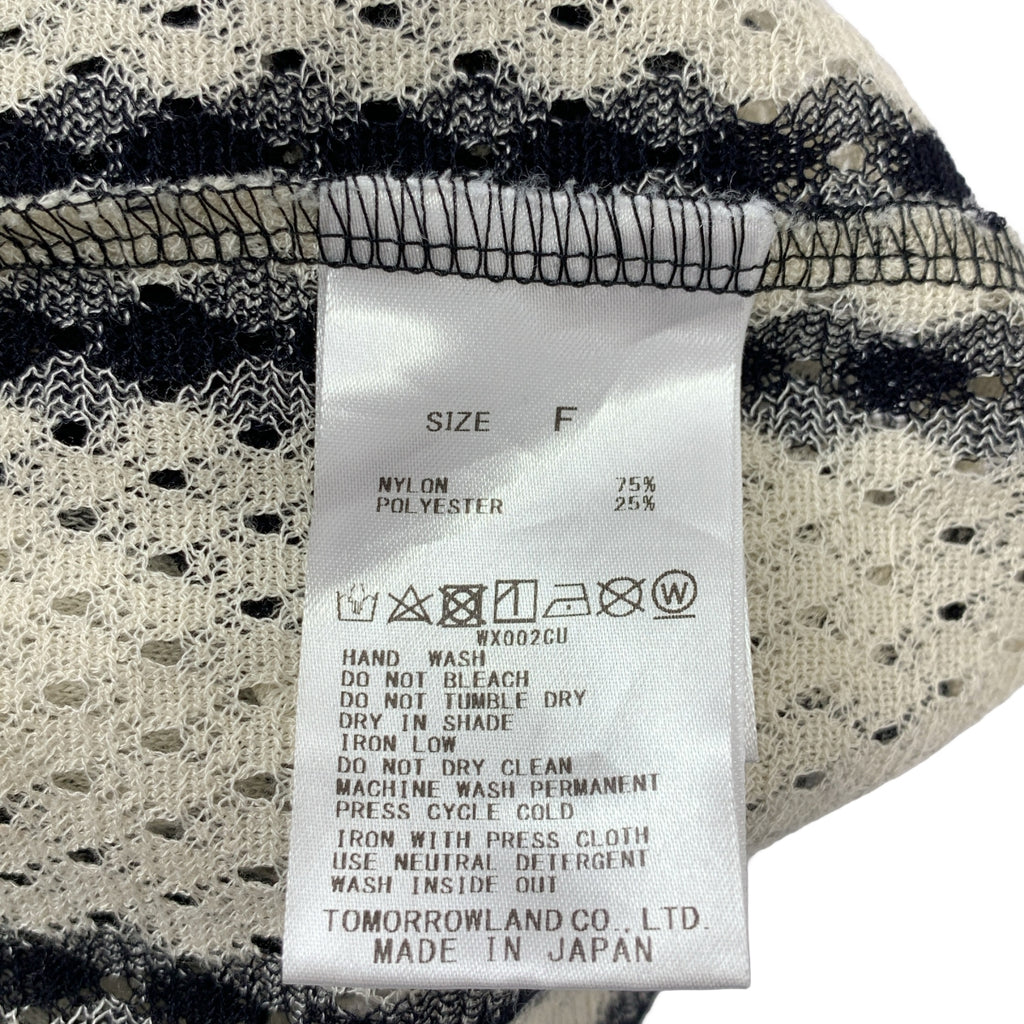 SIZE F
NYLON 75%
POLYESTER 25%
W
WX002CU
HAND WASH
DO NOT BLEACH
DO NOT TUMBLE DRY
DRY IN SHADE
IRON LOW
DO NOT DRY CLEAN
MACHINE WASH PERMANENT
PRESS CYCLE COLD
IRON WITH PRESS CLOTH
USE NEUTRAL DETERGENT
WASH INSIDE OUT
TOMORROWLAND CO., LTD.
MADE IN JAPAN